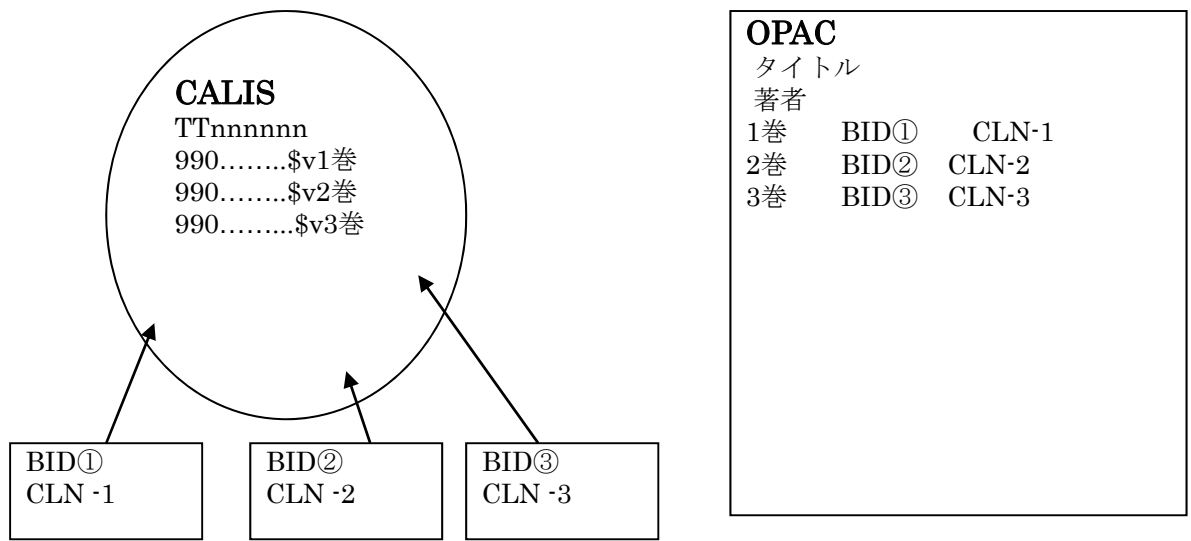 CALIS
TTnnnnnn
990……..$v1巻
990……..$v2巻
990……...$v3巻
BID①
CLN -1
BID②
CLN -2
BID③
CLN -3
OPAC
タイトル
著者
1巻 BID① CLN-1
2巻 BID② CLN-2
3巻 BID③ CLN-3